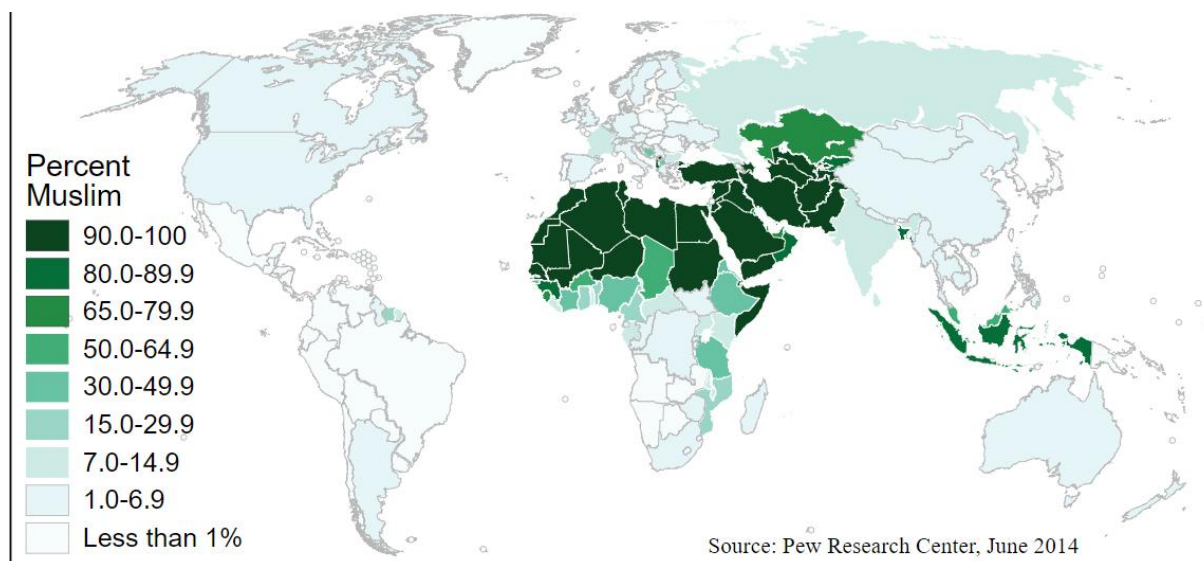 Percent
Muslim
90.0-100
80.0-89.9
65.0-79.9
50.0-64.9
30.0-49.9
15.0-29.9
7.0-14.9
1.0-6.9
Less than 1%
Source: Pew Research Center, June 2014